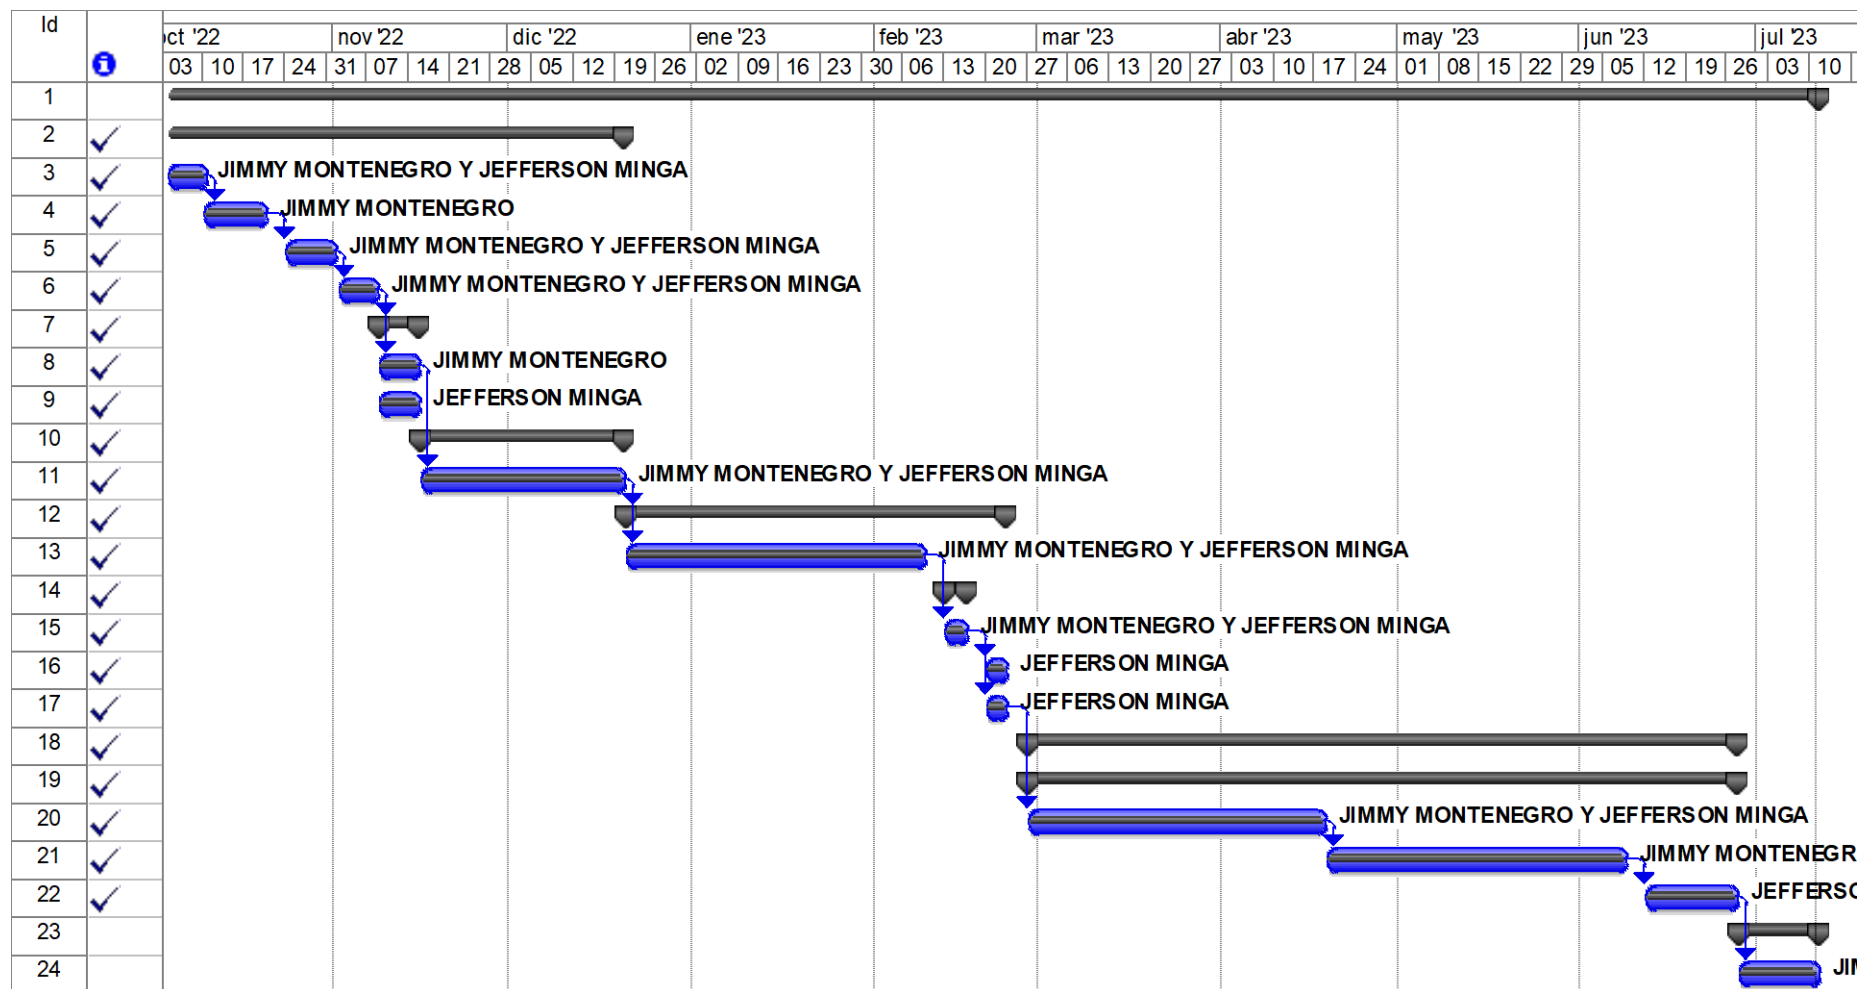 Id
oct '22 nov '22 dic '22 ene '23 feb '23 mar '23 abr '23 may '23 jun '23 jul '23
03 10 17 24 31 07 14 21 28 05 12 19 26 02 09 16 23 30 06 13 20 27 06 13 20 27 03 10 17 24 01 08 15 22 29 05 12 19 26 03 10
1
2
3 JIMMY MONTENEGRO Y JEFFERSON MINGA
4 JIMMY MONTENEGRO
5 JIMMY MONTENEGRO Y JEFFERSON MINGA
6 JIMMY MONTENEGRO Y JEFFERSON MINGA
7
8 JIMMY MONTENEGRO
9 JEFFERSON MINGA
10
11 JIMMY MONTENEGRO Y JEFFERSON MINGA
12
13 JIMMY MONTENEGRO Y JEFFERSON MINGA
14
15 JIMMY MONTENEGRO Y JEFFERSON MINGA
16 JEFFERSON MINGA
17 JEFFERSON MINGA
18
19
20 JIMMY MONTENEGRO Y JEFFERSON MINGA
21 JIMMY MONTENEGR
22 JEFFERSO
23
24 JIM